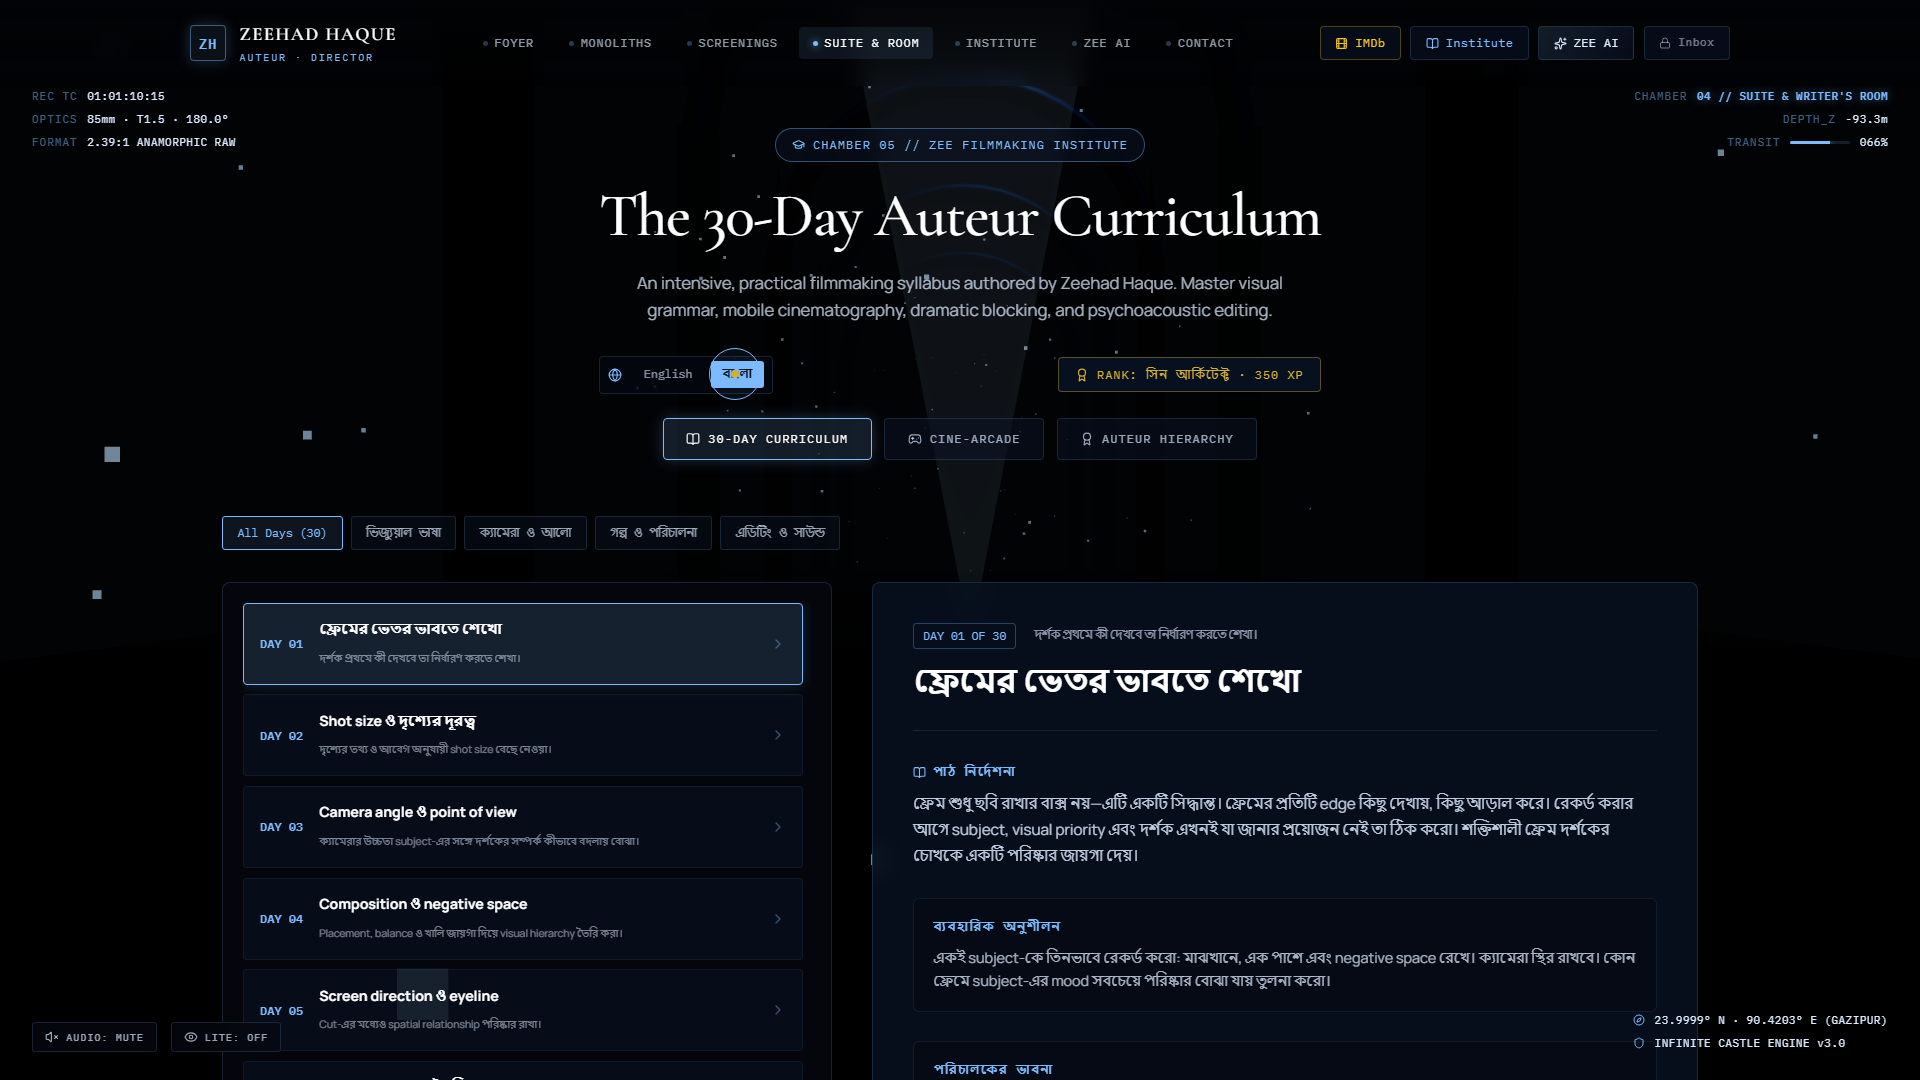 ZH
ZEEHAD HAQUE
AUTEUR · DIRECTOR
FOYER
MONOLITHS
SCREENINGS
SUITE & ROOM
INSTITUTE
ZEE AI
CONTACT
IMDb
Institute
ZEE AI
Inbox
REC TC 01:01:10:15
OPTICS 85mm · T1.5 · 180.0°
FORMAT 2.39:1 ANAMORPHIC RAW
CHAMBER 04 // SUITE & WRITER'S ROOM
DEPTH_Z -93.3m
TRANSIT 066%
CHAMBER 05 // ZEE FILMMAKING INSTITUTE
The 30-Day Auteur Curriculum
An intensive, practical filmmaking syllabus authored by Zeehad Haque. Master visual
grammar, mobile cinematography, dramatic blocking, and psychoacoustic editing.
English
বাংলা
RANK: সিন আর্কিটেক্ট · 350 XP
30-DAY CURRICULUM
CINE-ARCADE
AUTEUR HIERARCHY
All Days (30)
ভিজ্যুয়াল ভাষা
ক্যামেরা ও আলো
গল্প ও পরিচালনা
এডিটিং ও সাউন্ড
DAY 01
ফ্রেমের ভেতর ভাবতে শেখো
দর্শক প্রথমে কী দেখবে তা নির্ধারণ করতে শেখা।
DAY 02
Shot size ও দৃশ্যের দূরত্ব
দৃশ্যের তথ্য ও আবেগ অনুযায়ী shot size বেছে নেওয়া।
DAY 03
Camera angle ও point of view
ক্যামেরার উচ্চতা subject-এর সঙ্গে দর্শকের সম্পর্ক কীভাবে বদলায় বোঝা।
DAY 04
Composition ও negative space
Placement, balance ও খালি জায়গা দিয়ে visual hierarchy তৈরি করা।
DAY 05
Screen direction ও eyeline
Cut-এর মধ্যেও spatial relationship পরিষ্কার রাখা।
DAY 01 OF 30
দর্শক প্রথমে কী দেখবে তা নির্ধারণ করতে শেখা।
ফ্রেমের ভেতর ভাবতে শেখো
পাঠ নির্দেশনা
ফ্রেম শুধু ছবি রাখার বাক্স নয়—এটি একটি সিদ্ধান্ত। ফ্রেমের প্রতিটি edge কিছু দেখায়, কিছু আড়াল করে। রেকর্ড করার
আগে subject, visual priority এবং দর্শক এখনই যা জানার প্রয়োজন নেই তা ঠিক করো। শক্তিশালী ফ্রেম দর্শকের
চোখকে একটি পরিষ্কার জায়গা দেয়।
ব্যবহারিক অনুশীলন
একই subject-কে তিনভাবে রেকর্ড করো: মাঝখানে, এক পাশে এবং negative space রেখে। ক্যামেরা স্থির রাখবে। কোন
ফ্রেমে subject-এর mood সবচেয়ে পরিষ্কার বোঝা যায় তুলনা করো।
পরিচালকের ভাবনা
AUDIO: MUTE
LITE: OFF
23.9999° N · 90.4203° E (GAZIPUR)
INFINITE CASTLE ENGINE v3.0